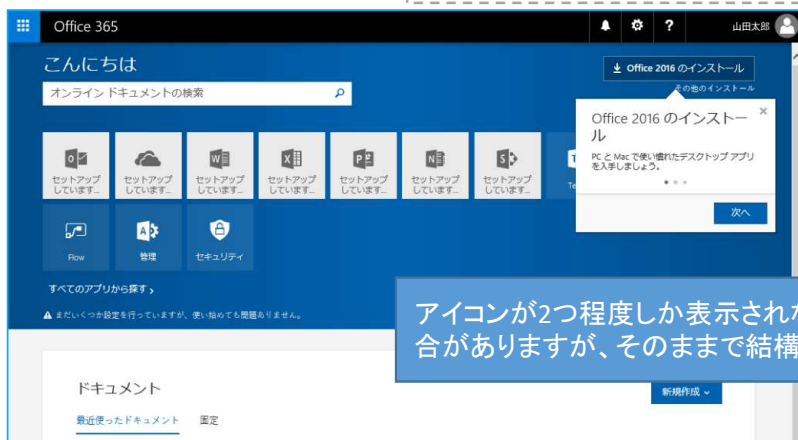 Office 365
?
山田太郎
こんにちは
Office 2016 のインストール
その他のインストール
オンライン ドキュメントの検索
Office 2016 のインストー
ル
PC と Mac で使い慣れたデスクトップ アプリ
を入手しましょう。
次へ
セットアップ
しています...
セットアップ
しています...
セットアップ
しています...
セットアップ
しています...
セットアップ
しています...
セットアップ
しています...
セットアップ
しています...
Flow
管理
セキュリティ
すべてのアプリから探す
まだいくつか設定を行っていますが、使い始めても問題ありません。
アイコンが2つ程度しか表示されな
合がありますが、そのままで結構
ドキュメント
新規作成
最近使ったドキュメント
固定